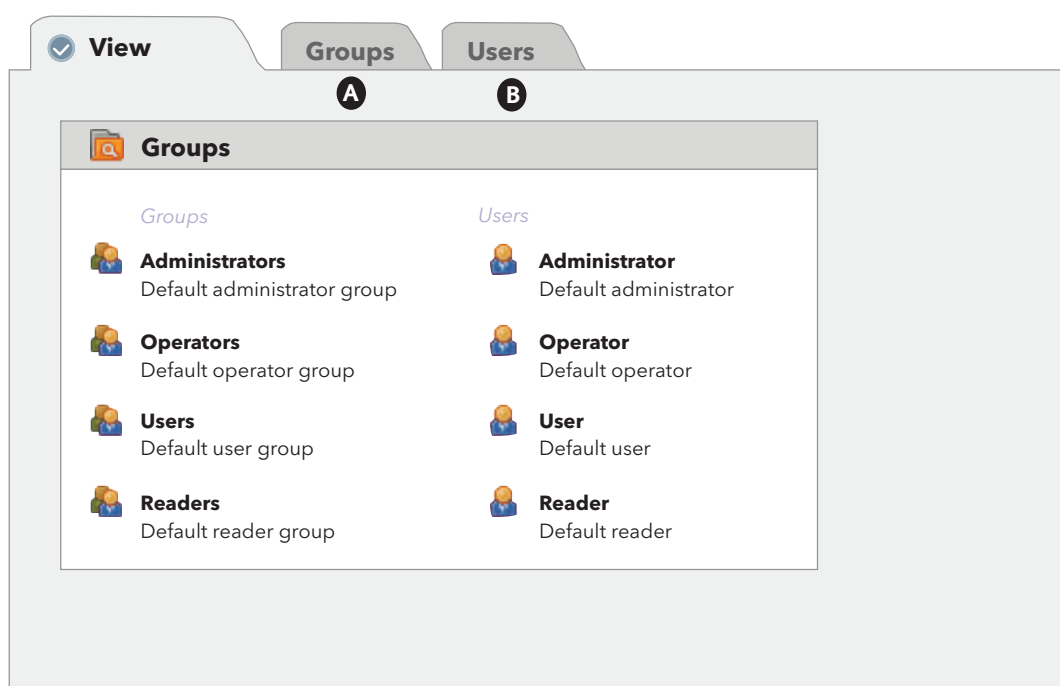 View
Groups
Users
A
B
Groups
Groups
Users
Administrators
Default administrator group
Administrator
Default administrator
Operators
Default operator group
Operator
Default operator
Users
Default user group
User
Default user
Readers
Default reader group
Reader
Default reader